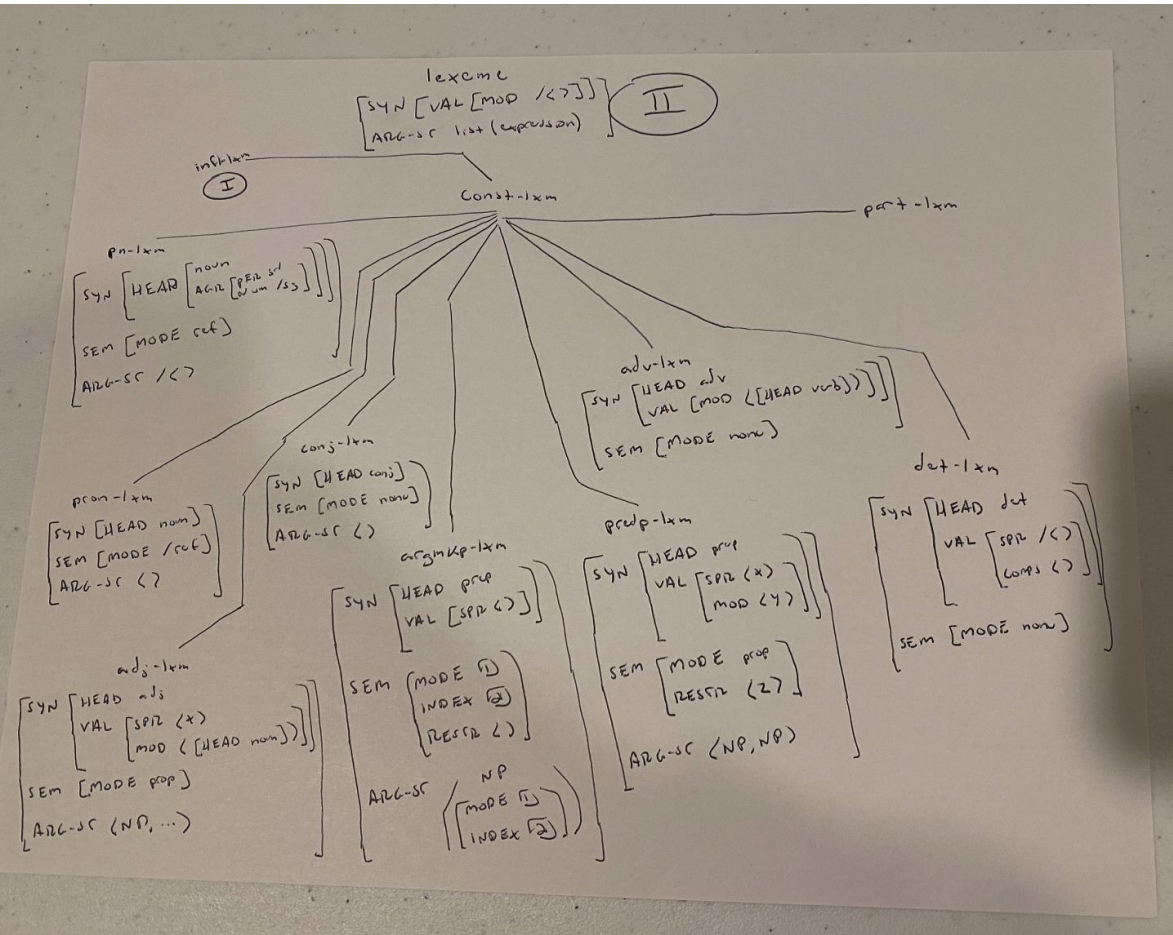 lexeme
[SYN [VAL [MOD /< >]]]
[ARG-ST list(expression)]
II
infl-lxm
I
const-lxm
part-lxm
pn-lxm
[SYN [HEAD [noun
AGR [PER 3rd
NUM /sg]]]]
SEM [MODE ref]
ARG-ST /< >
adv-lxm
[SYN [HEAD adv
VAL [MOD <[HEAD verb]>]]]
SEM [MODE none]
conj-lxm
[SYN [HEAD conj]
SEM [MODE none]
ARG-ST < >]
det-lxm
[SYN [HEAD det
VAL [SPR /< >
COMPS < >]]]
SEM [MODE none]
pron-lxm
[SYN [HEAD noun]
SEM [MODE /ref]
ARG-ST < >]
argmkp-lxm
[SYN [HEAD prep
VAL [SPR < >]]
SEM [MODE 1
INDEX 2
RESTR < >]
ARG-ST < NP
[MODE 1
INDEX 2] >]
predp-lxm
[SYN [HEAD prep
VAL [SPR <X>
MOD <Y>]]
SEM [MODE prop
RESTR <Z>]
ARG-ST <NP, NP>]
adj-lxm
[SYN [HEAD adj
VAL [SPR <X>
MOD <[HEAD noun]>]]
SEM [MODE prop]
ARG-ST <NP, ...>]